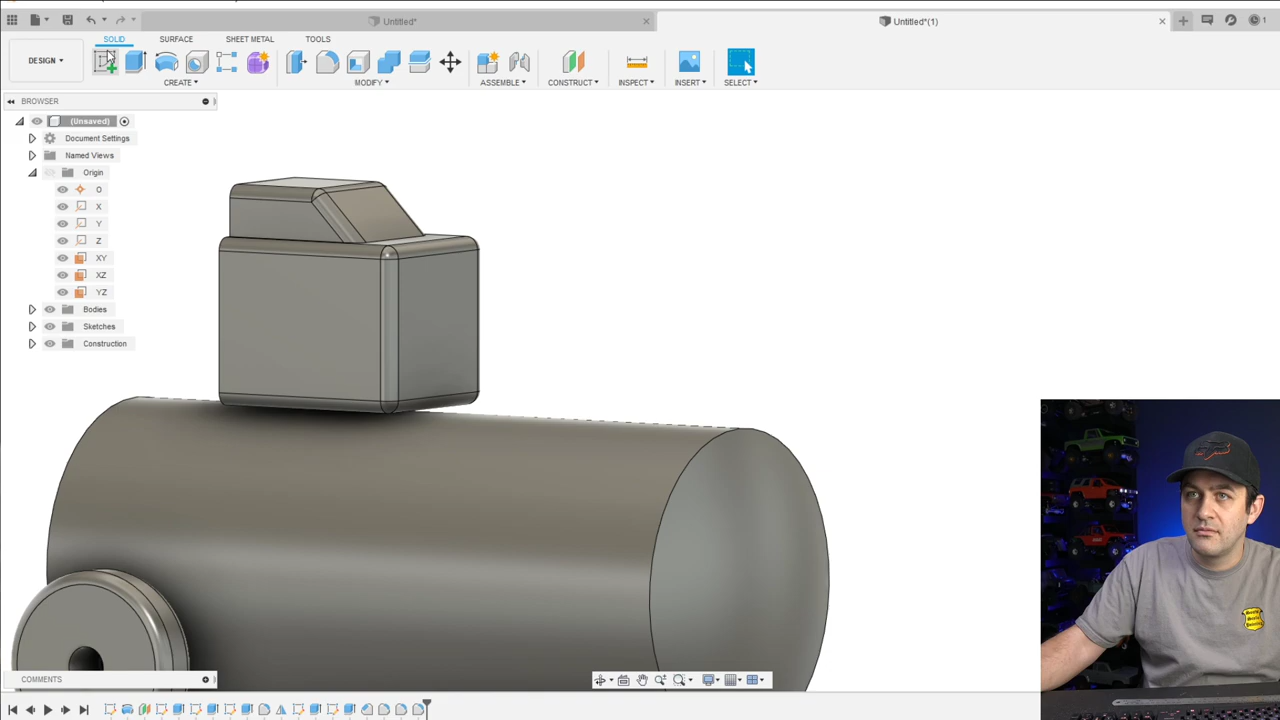 Untitled*
Untitled*(1)
1
SOLID
SURFACE
SHEET METAL
TOOLS
DESIGN
CREATE
MODIFY
ASSEMBLE
CONSTRUCT
INSPECT
INSERT
SELECT
BROWSER
(Unsaved)
Document Settings
Named Views
Origin
O
X
Y
Z
XY
XZ
YZ
Bodies
Sketches
Construction
COMMENTS